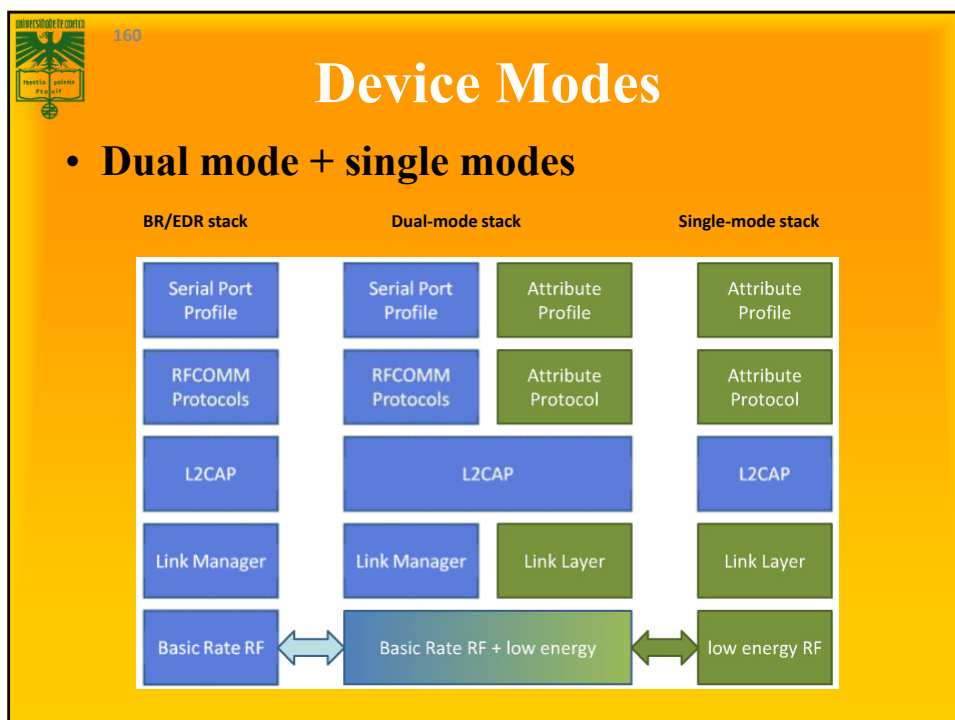 160
Device Modes
• Dual mode + single modes
BR/EDR stack
Dual-mode stack
Single-mode stack
Serial Port
Profile
Serial Port
Profile
Attribute
Profile
Attribute
Profile
RFCOMM
Protocols
RFCOMM
Protocols
Attribute
Protocol
Attribute
Protocol
L2CAP
L2CAP
L2CAP
Link Manager
Link Manager
Link Layer
Link Layer
Basic Rate RF
Basic Rate RF + low energy
low energy RF